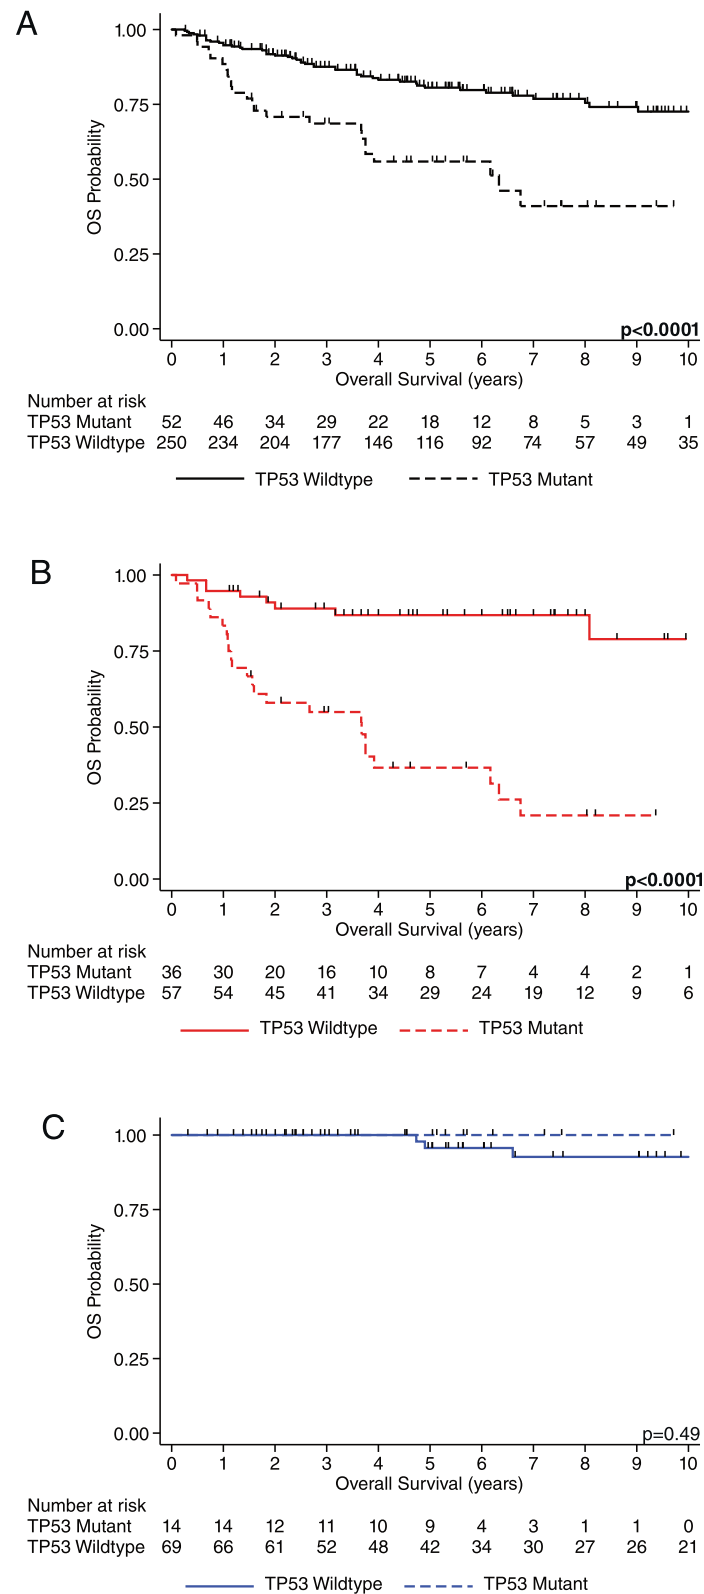 A
1.00
0.75
0.50
0.25
0.00
OS Probability
p<0.0001
0 1 2 3 4 5 6 7 8 9 10
Overall Survival (years)
Number at risk
TP53 Mutant 52 46 34 29 22 18 12 8 5 3 1
TP53 Wildtype 250 234 204 177 146 116 92 74 57 49 35
TP53 Wildtype TP53 Mutant
B
1.00
0.75
0.50
0.25
0.00
OS Probability
p<0.0001
0 1 2 3 4 5 6 7 8 9 10
Overall Survival (years)
Number at risk
TP53 Mutant 36 30 20 16 10 8 7 4 4 2 1
TP53 Wildtype 57 54 45 41 34 29 24 19 12 9 6
TP53 Wildtype TP53 Mutant
C
1.00
0.75
0.50
0.25
0.00
OS Probability
p=0.49
0 1 2 3 4 5 6 7 8 9 10
Overall Survival (years)
Number at risk
TP53 Mutant 14 14 12 11 10 9 4 3 1 1 0
TP53 Wildtype 69 66 61 52 48 42 34 30 27 26 21
TP53 Wildtype TP53 Mutant